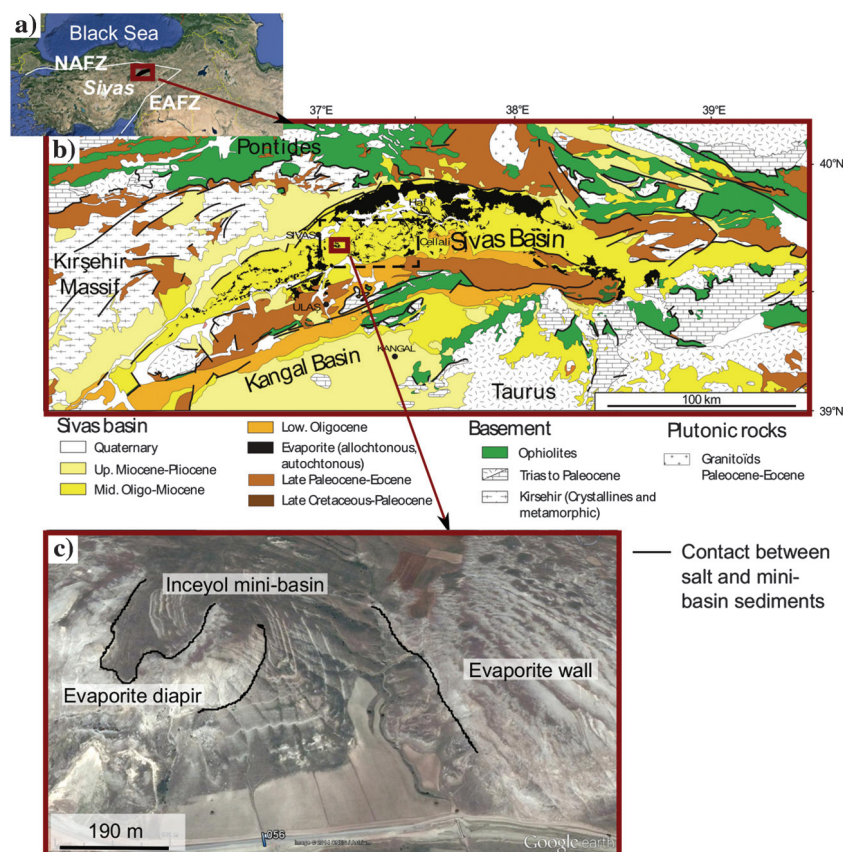 a)
Black Sea
NAFZ
Sivas
EAFZ
37°E
38°E
39°E
b)
Pontides
40°N
SIVAS
Celalli
Sivas Basin
Kırşehir
Massif
ULAŞ
Kangal Basin
KANGAL
Taurus
100 km
39°N
Sivas basin
Quaternary
Up. Miocene-Pliocene
Mid. Oligo-Miocene
Low. Oligocene
Evaporite (allochtonous,
autochtonous)
Late Paleocene-Eocene
Late Cretaceous-Paleocene
Basement
Ophiolites
Trias to Paleocene
Kirsehir (Crystallines and
metamorphic)
Plutonic rocks
Granitoïds
Paleocene-Eocene
c)
Inceyol mini-basin
Evaporite diapir
Evaporite wall
190 m
056
Google earth
Contact between
salt and mini-
basin sediments